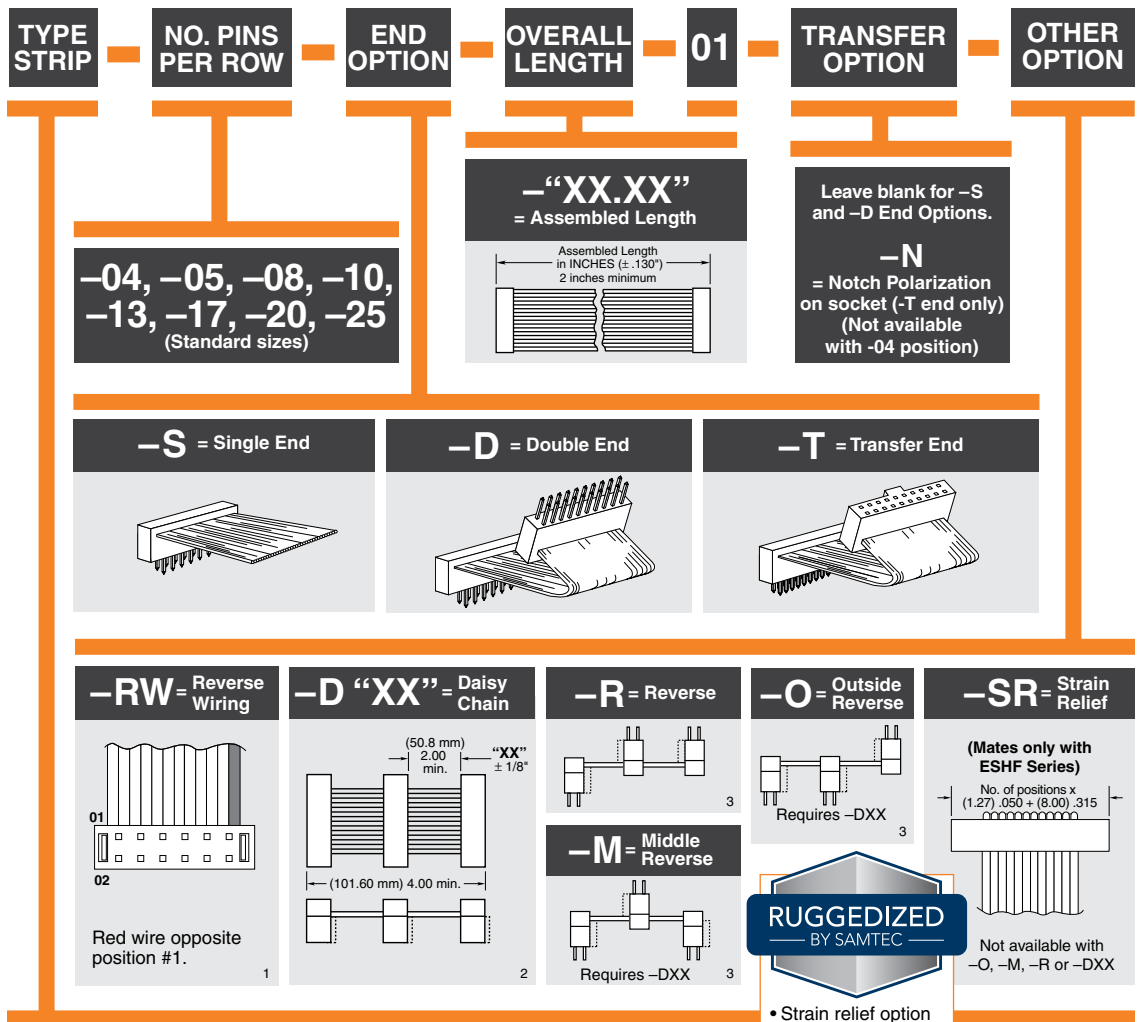 TYPE
STRIP
NO. PINS
PER ROW
END
OPTION
OVERALL
LENGTH
01
TRANSFER
OPTION
OTHER
OPTION
–“XX.XX”
= Assembled Length
Assembled Length
in INCHES (± .130")
2 inches minimum
Leave blank for –S
and –D End Options.
–N
= Notch Polarization
on socket (-T end only)
(Not available
with -04 position)
–04, –05, –08, –10,
–13, –17, –20, –25
(Standard sizes)
–S = Single End
–D = Double End
–T = Transfer End
–RW = Reverse
Wiring
01
02
Red wire opposite
position #1.
1
–D “XX” = Daisy
Chain
(50.8 mm)
2.00
min.
“XX”
± 1/8"
(101.60 mm) 4.00 min.
2
–R = Reverse
3
–M = Middle
Reverse
Requires –DXX
3
–O = Outside
Reverse
Requires –DXX
3
RUGGEDIZED
BY SAMTEC
• Strain relief option
–SR = Strain
Relief
(Mates only with
ESHF Series)
No. of positions x
(1.27) .050 + (8.00) .315
Not available with
–O, –M, –R or –DXX